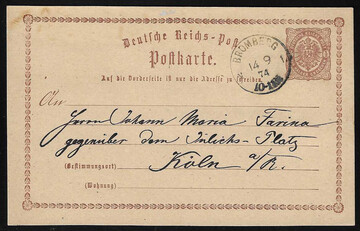 Deutsche Reichs-Post
Postkarte.
BROMBERG
14 9
74
10-11
Auf die Vorderseite ist nur die Adresse zu schreiben.
An
Herrn Johann Maria Farina
gegenüber dem Jülichs-Platz
(Bestimmungsort)
Köln a/R.
(Wohnung)